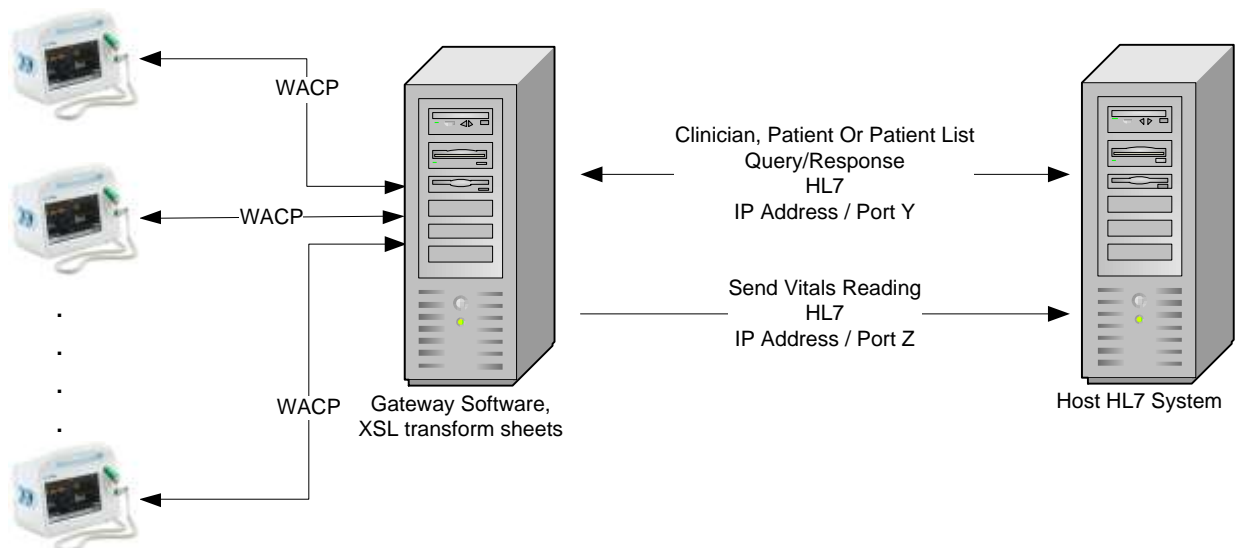 WACP
WACP
WACP
Gateway Software,
XSL transform sheets
Clinician, Patient Or Patient List
Query/Response
HL7
IP Address / Port Y
Send Vitals Reading
HL7
IP Address / Port Z
Host HL7 System